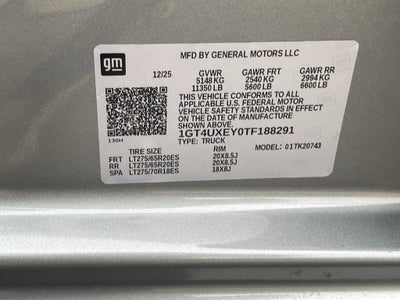 gm
MFD BY GENERAL MOTORS LLC
12/25 GVWR GAWR FRT GAWR RR
5148 KG 2540 KG 2994 KG
11350 LB 5600 LB 6600 LB
THIS VEHICLE CONFORMS TO ALL
APPLICABLE U.S. FEDERAL MOTOR
VEHICLE SAFETY STANDARDS IN EFFECT
ON THE DATE OF MANUFACTURE
SHOWN ABOVE.
1GT4UXEY0TF188291
TYPE: TRUCK MODEL: 01TK20743
TIRE SIZE RIM
FRT LT275/65R20ES 20X8.5J
RR LT275/65R20ES 20X8.5J
SPA LT275/70R18ES 18X8J